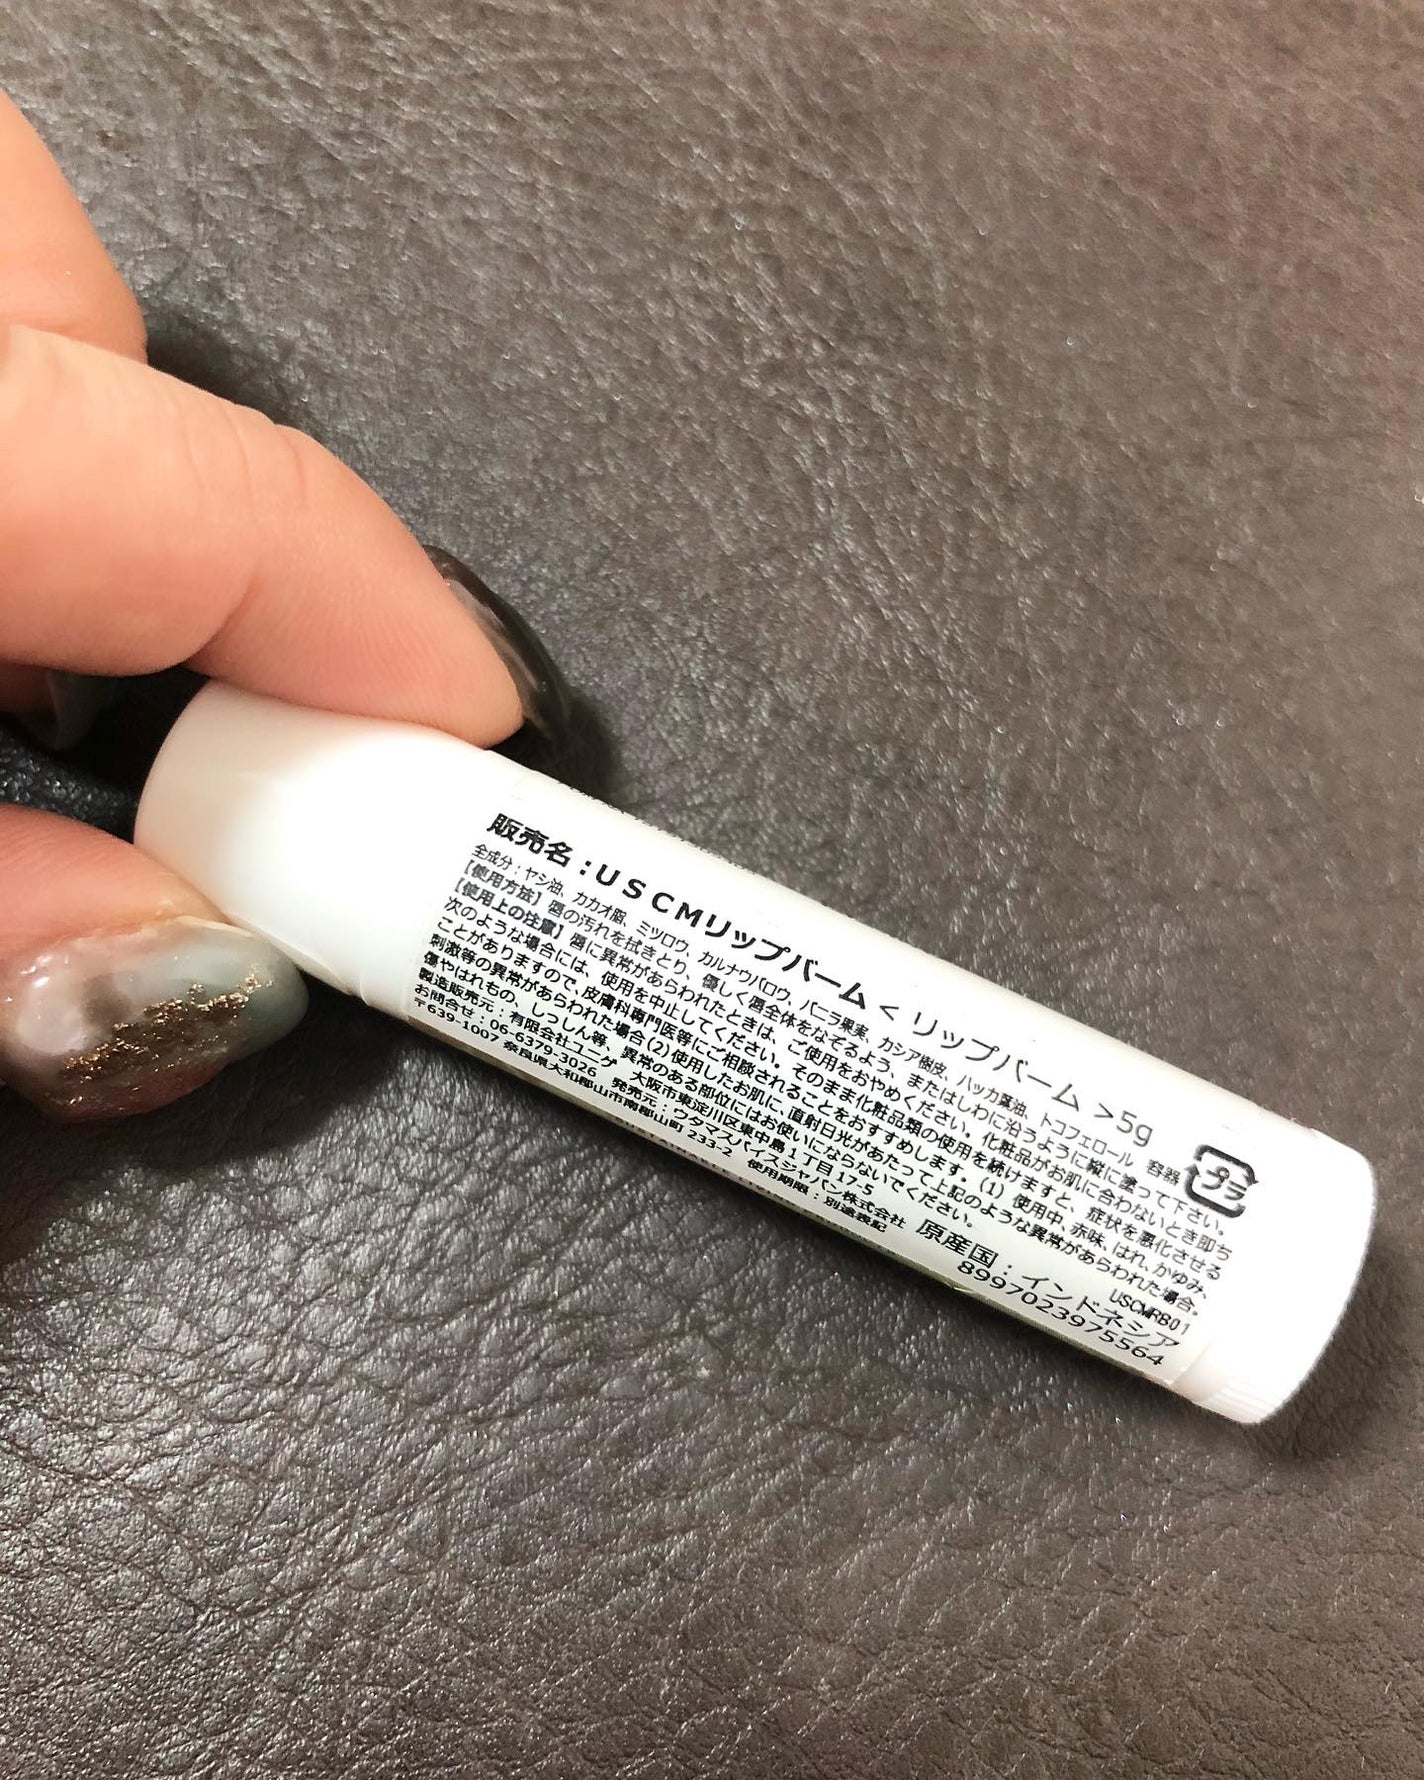 販売名:USCMリップバーム < リップバーム >5g
全成分:ヤシ油、カカオ脂、ミツロウ、カルナウバロウ、バニラ果実、カシア樹皮、ハッカ葉油、トコフェロール 容器 プラ
【使用方法】唇の汚れを拭きとり、優しく唇全体をなぞるよう、またはしわに沿うように縦に塗って下さい。
【使用上の注意】唇に異常があらわれたときは、ご使用をおやめください。化粧品がお肌に合わないとき即ち
次のような場合には、使用を中止してください。そのまま化粧品類の使用を続けますと、症状を悪化させる
ことがありますので、皮膚科専門医等にご相談されることをおすすめします。(1) 使用中、赤味、はれ、かゆみ、
刺激等の異常があらわれた場合(2)使用したお肌に、直射日光があたって上記のような異常があらわれた場合。
傷やはれもの、しっしん等、異常のある部位にはお使いにならないでください。 USCMRB01
製造販売元:有限会社ユニゲ 大阪市東淀川区東中島1丁目17-5
お問合せ:06-6379-3026 発売元:ウタマスパイスジャパン株式会社 原産国:インドネシア
〒639-1007 奈良県大和郡山市南郡山町 233-2 使用期限:別途表記 8997023975564